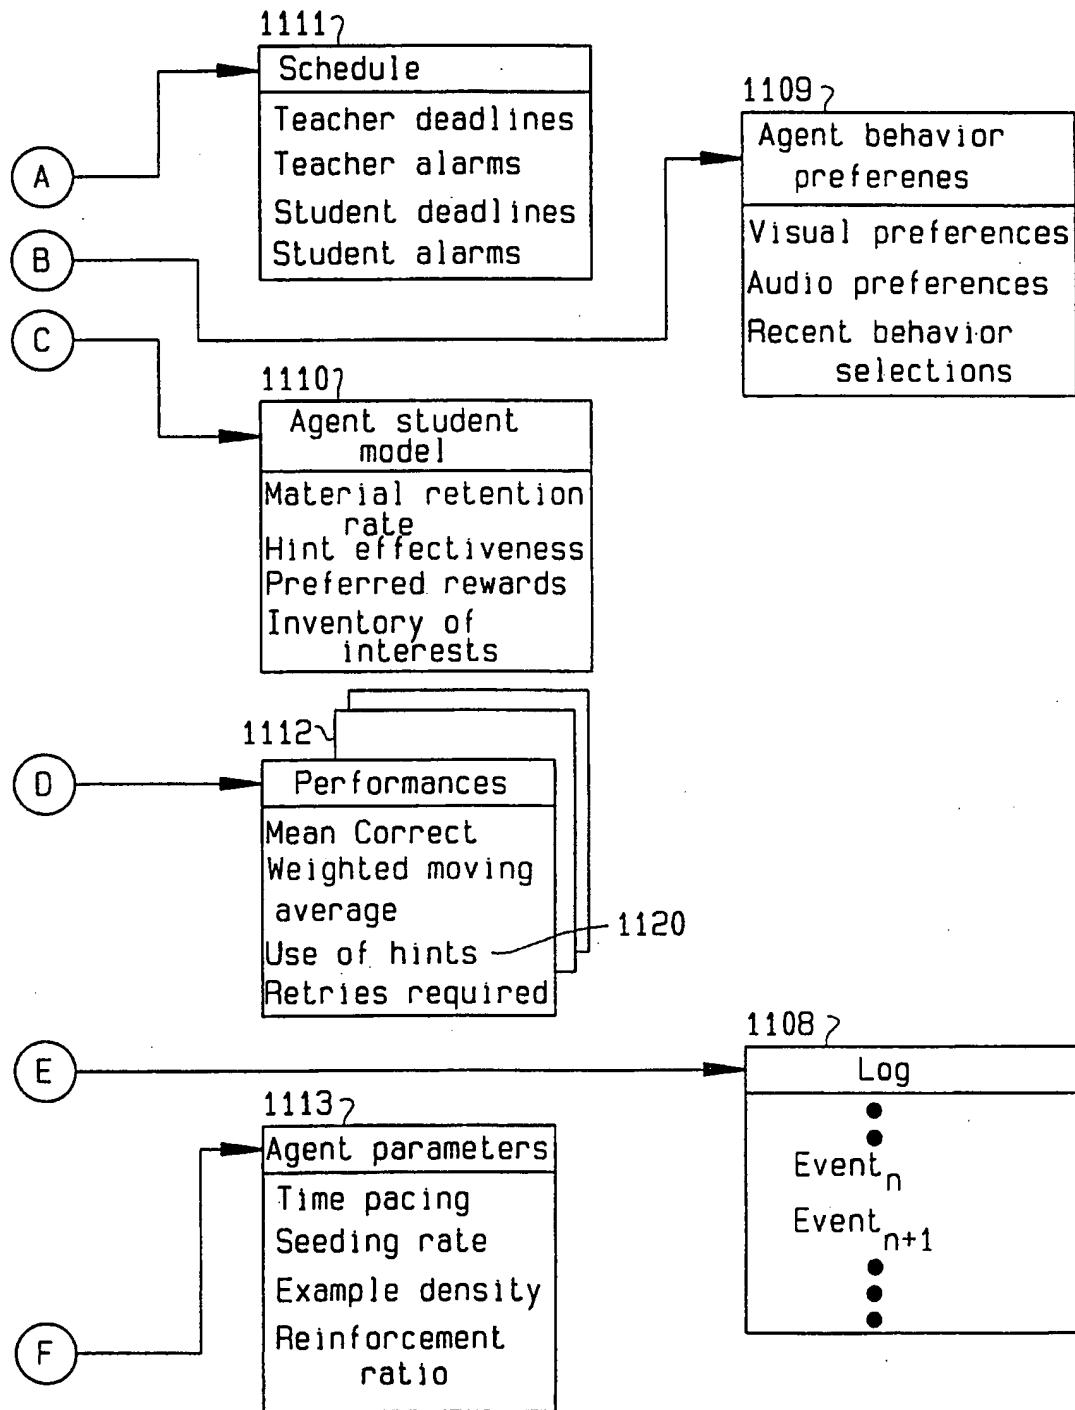 1111
Schedule
Teacher deadlines
Teacher alarms
Student deadlines
Student alarms
A
B
C
1109
Agent behavior
preferenes
Visual preferences
Audio preferences
Recent behavior
selections
1110
Agent student
model
Material retention
rate
Hint effectiveness
Preferred rewards
Inventory of
interests
1112
D
Performances
Mean Correct
Weighted moving
average
Use of hints
1120
Retries required
E
1108
Log
Event n
Event n+1
1113
Agent parameters
Time pacing
Seeding rate
Example density
Reinforcement
ratio
F